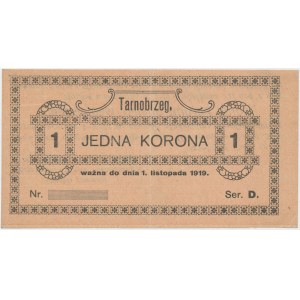 Tarnobrzeg.
1 JEDNA KORONA 1
ważna do dnia 1. listopada 1919.
Nr. Ser. D.